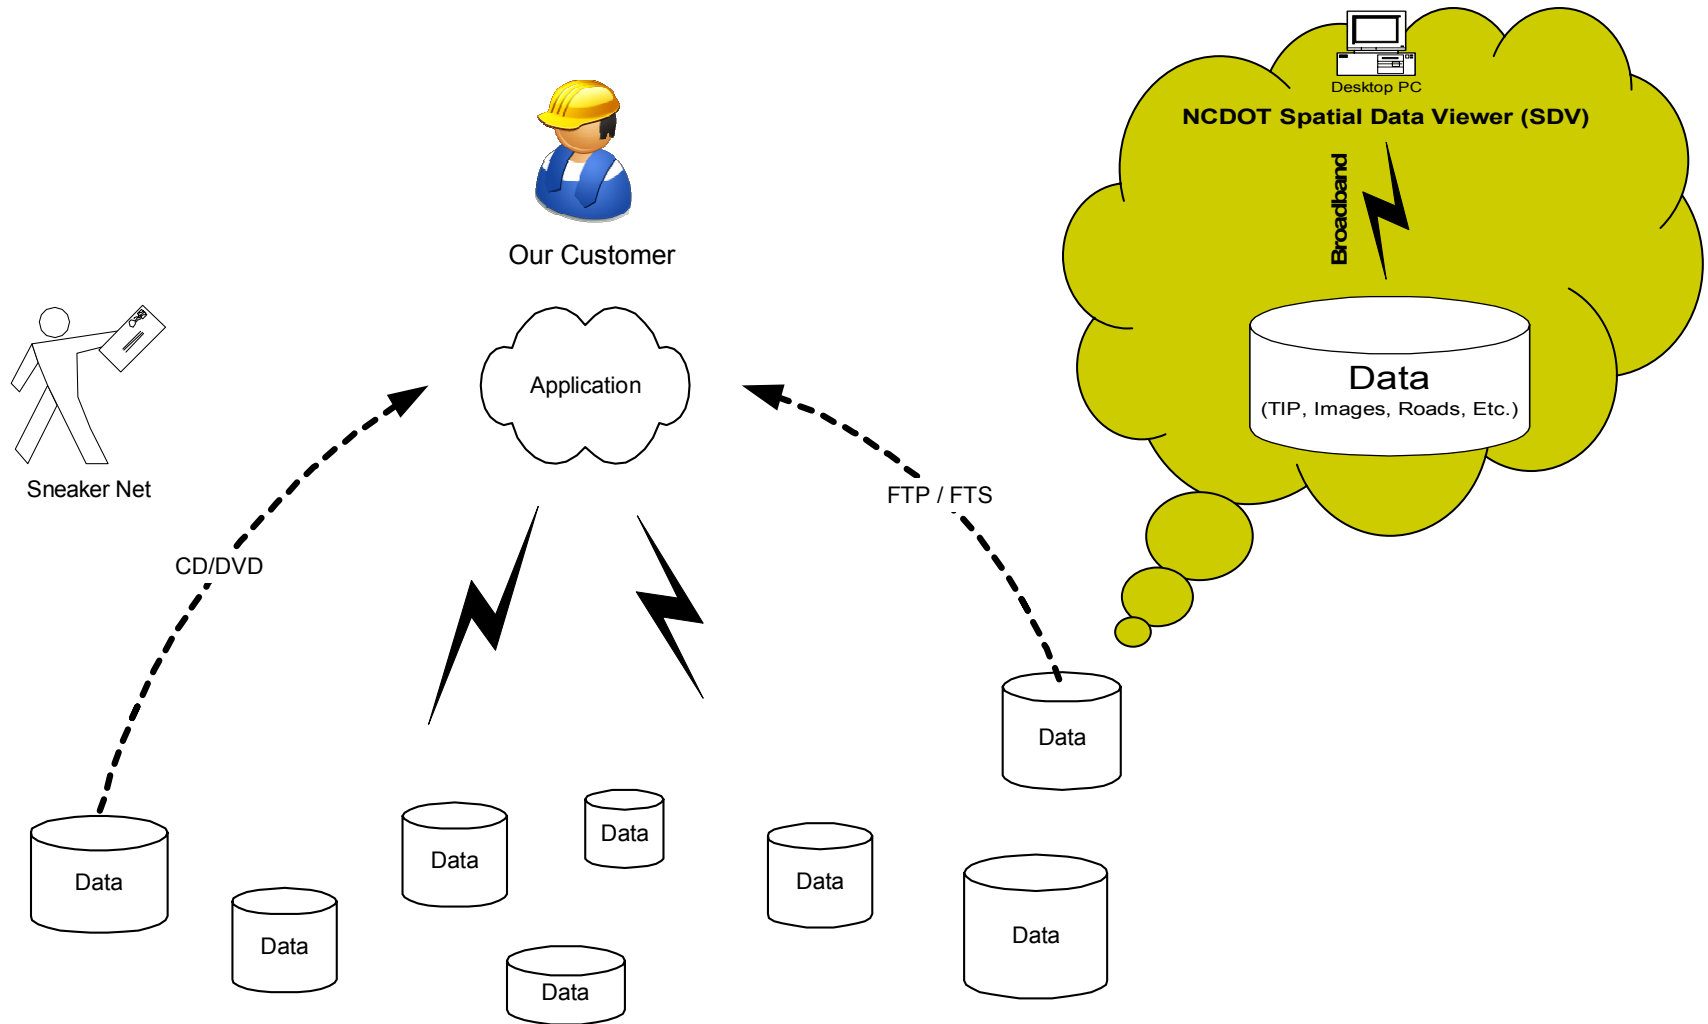 Desktop PC
NCDOT Spatial Data Viewer (SDV)
Broadband
Data
(TIP, Images, Roads, Etc.)
Our Customer
Application
Sneaker Net
CD/DVD
FTP / FTS
Data
Data
Data
Data
Data
Data
Data
Data